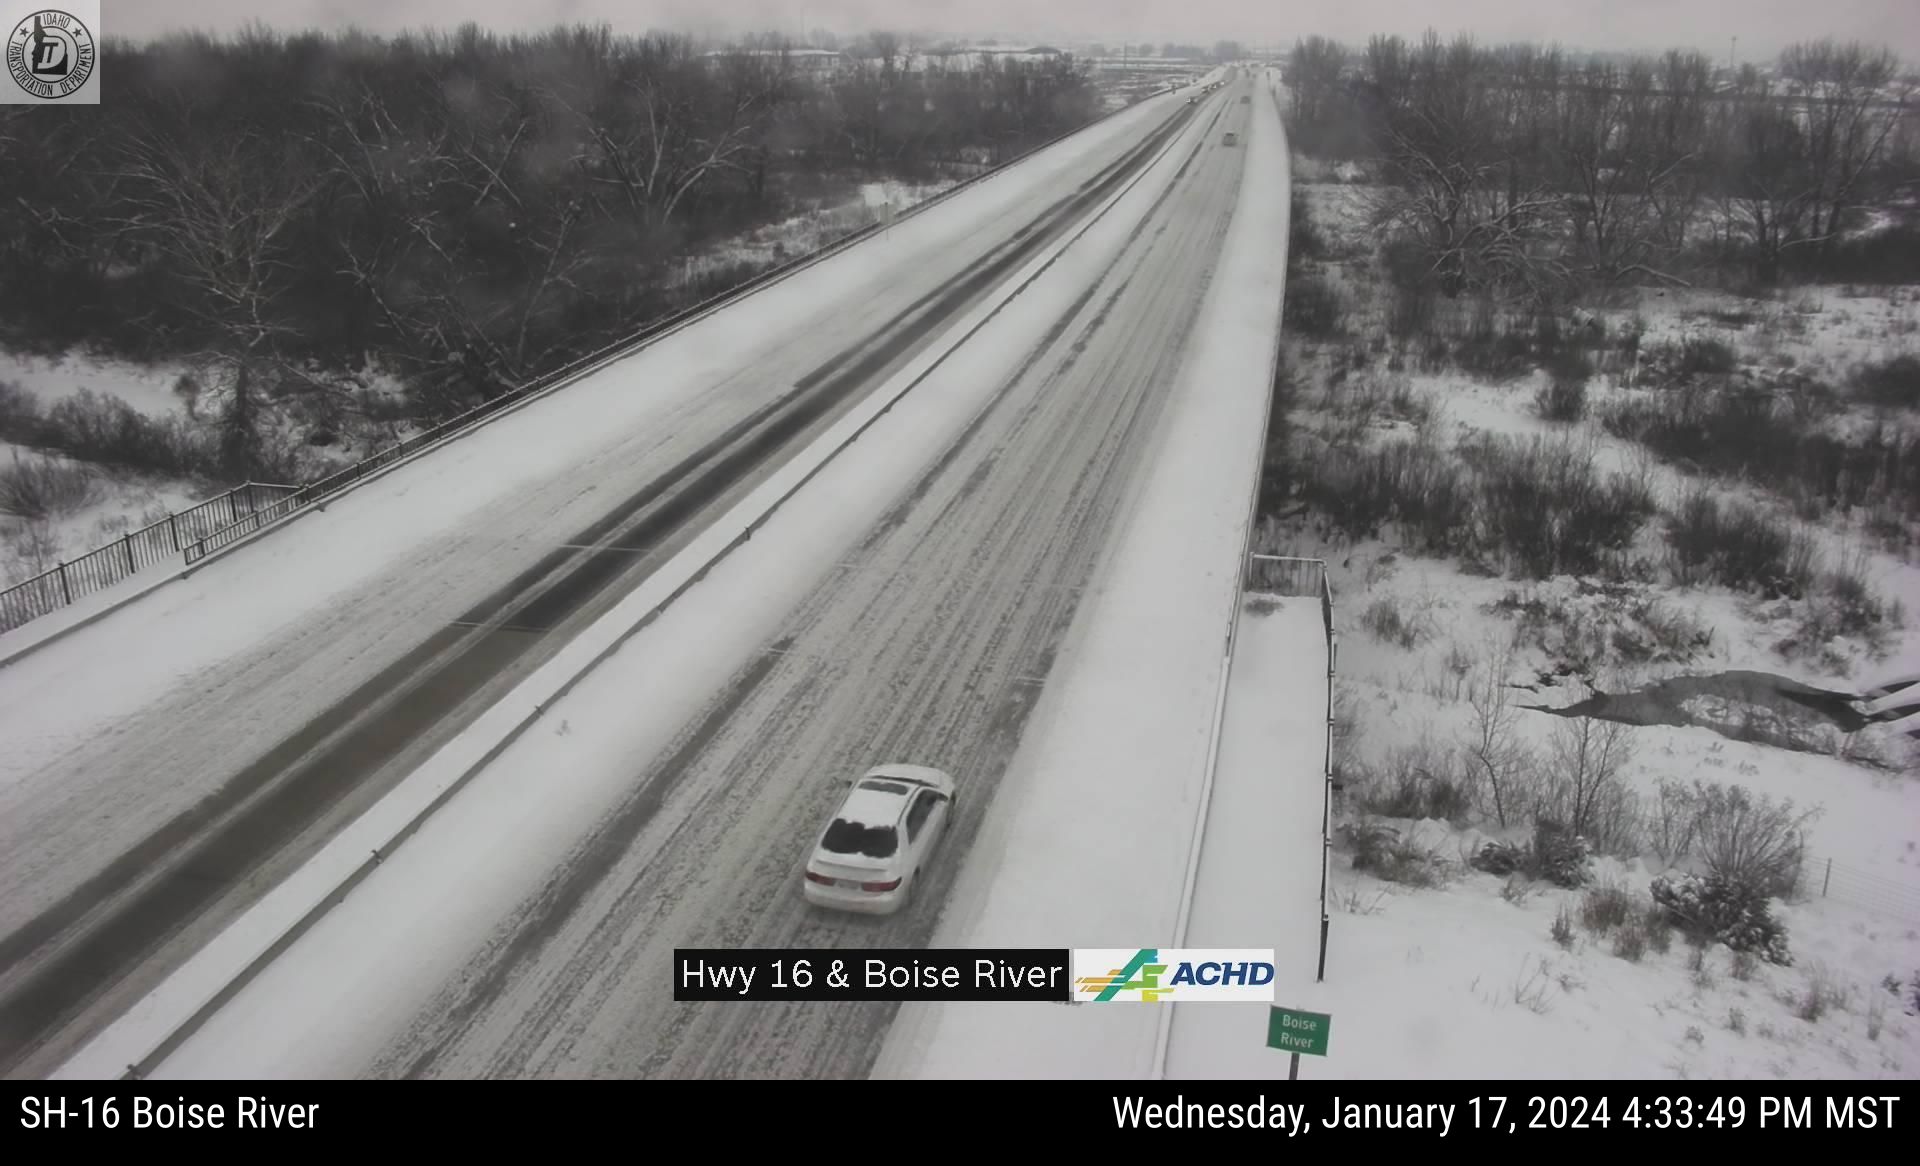 IDAHO
TRANSPORTATION DEPARTMENT
IT
Hwy 16 & Boise River
ACHD
Boise
River
SH-16 Boise River
Wednesday, January 17, 2024 4:33:49 PM MST